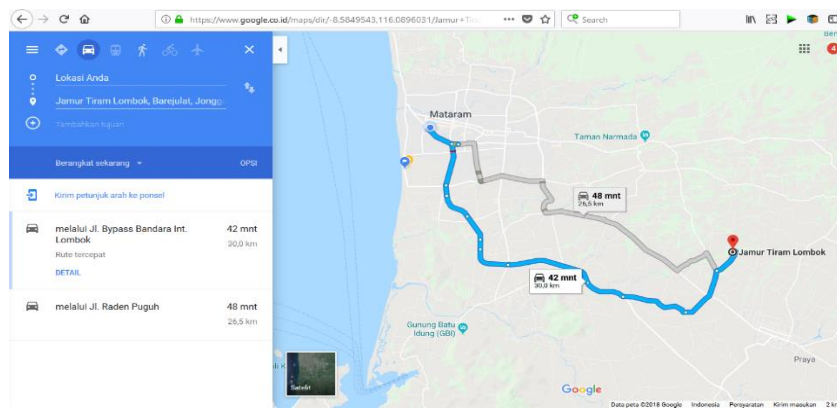 https://www.google.co.id/maps/dir/-8.5849543,116.0896031/Jamur+Tira
Search
Lokasi Anda
Jamur Tiram Lombok, Barejulat, Jongg
Tambahkan tujuan
Berangkat sekarang
OPSI
Kirim petunjuk arah ke ponsel
melalui Jl. Bypass Bandara Int. Lombok
42 mnt
30,0 km
Rute tercepat
DETAIL
melalui Jl. Raden Puguh
48 mnt
26,5 km
Mataram
Taman Narmada
48 mnt
26,5 km
Jamur Tiram Lombok
42 mnt
30,0 km
Gunung Batu
Idung (GBI)
Praya
Satelit
Google
Data peta ©2018 Google
Indonesia
Persyaratan
Kirim masukan